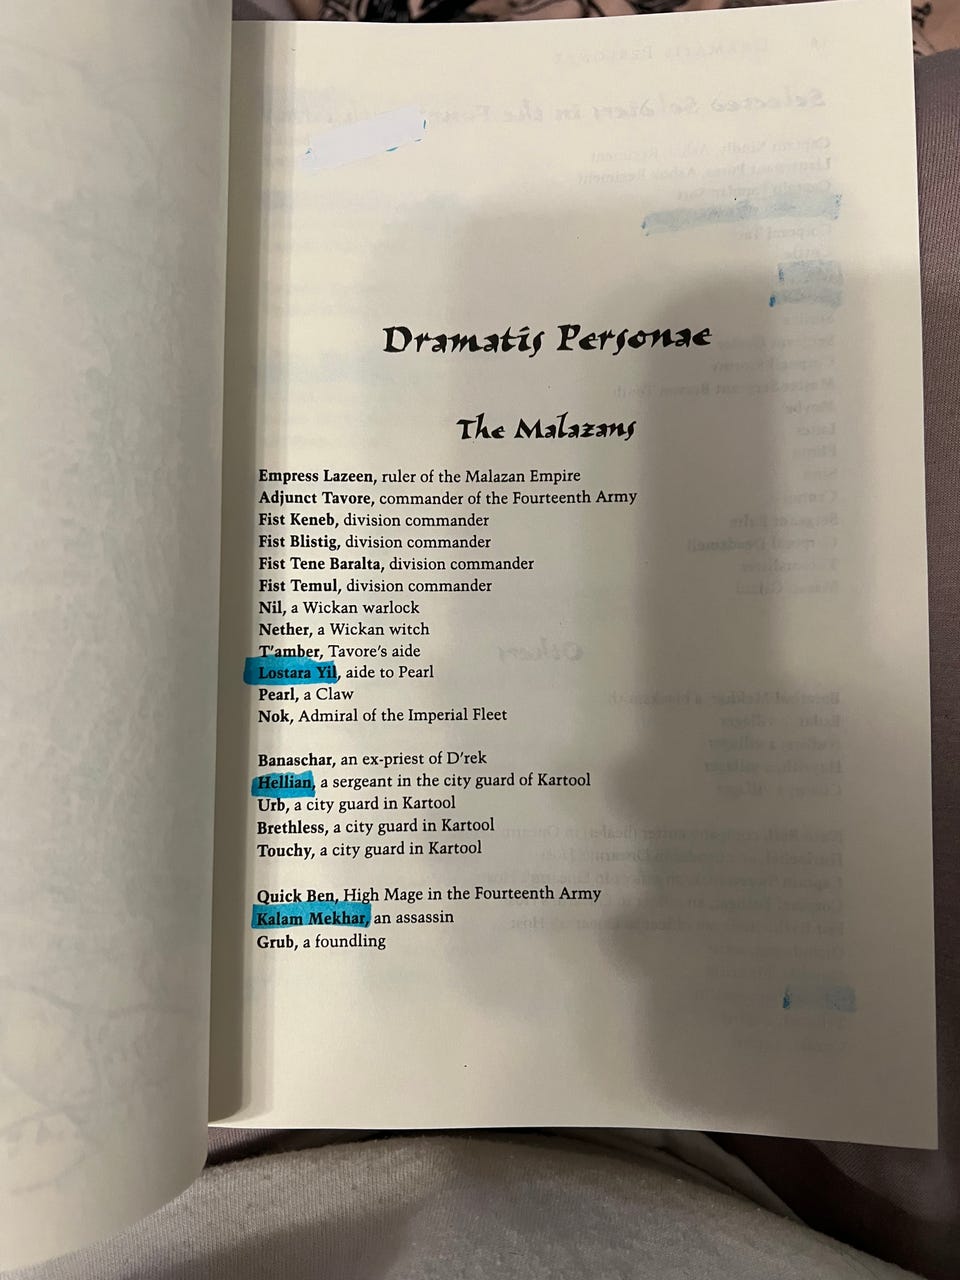 Dramatis Personae
The Malazans
Empress Lazeen, ruler of the Malazan Empire
Adjunct Tavore, commander of the Fourteenth Army
Fist Keneb, division commander
Fist Blistig, division commander
Fist Tene Baralta, division commander
Fist Temul, division commander
Nil, a Wickan warlock
Nether, a Wickan witch
T'amber, Tavore's aide
Lostara Yil, aide to Pearl
Pearl, a Claw
Nok, Admiral of the Imperial Fleet
Banaschar, an ex-priest of D'rek
Hellian, a sergeant in the city guard of Kartool
Urb, a city guard in Kartool
Brethless, a city guard in Kartool
Touchy, a city guard in Kartool
Quick Ben, High Mage in the Fourteenth Army
Kalam Mekhar, an assassin
Grub, a foundling